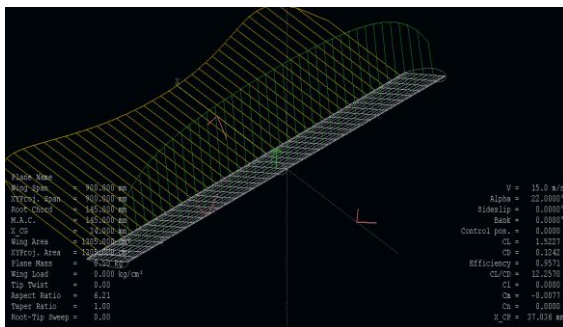 Plane Name
Wing Span = 900.000 mm
XYProj. Span = 900.000 mm
Root Chord = 145.000 mm
M.A.C. = 145.000 mm
X_CG = 24.000 mm
Wing Area = 1305.000 cm²
XYProj. Area = 1305.000 cm²
Plane Mass = 0.00 kg
Wing Load = 0.000 kg/cm²
Tip Twist = 0.00
Aspect Ratio = 6.21
Taper Ratio = 1.00
Root-Tip Sweep = 0.00
V = 15.0 m/s
Alpha = 22.0000°
Sideslip = 0.0000°
Bank = 0.0000°
Control pos. = 0.0000
CL = 1.5227
CD = 0.1242
Efficiency = 0.9571
CL/CD = 12.2570
Cl = 0.0000
Cm = -0.0077
Cn = 0.0000
X_CP = 37.036 mm